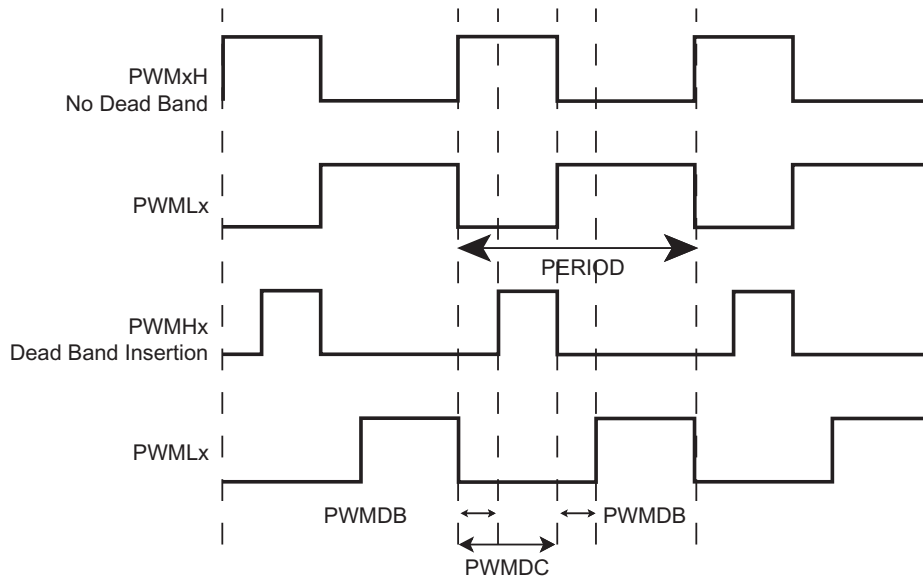 PWMxH
No Dead Band
PWMLx
PERIOD
PWMHx
Dead Band Insertion
PWMLx
PWMDB
PWMDB
PWMDC